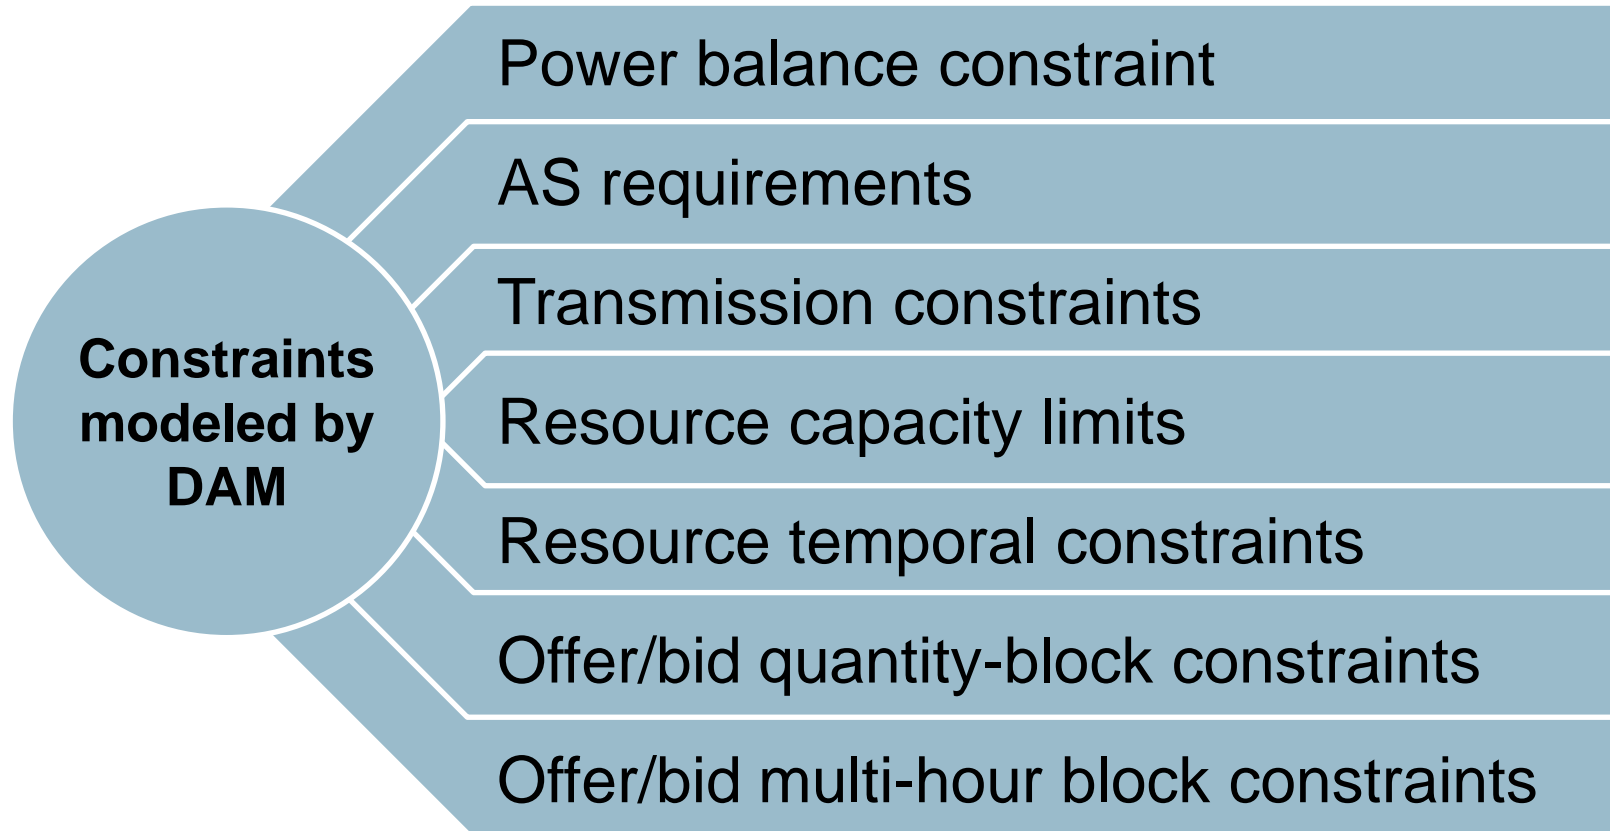 Constraints
modeled by
DAM
Power balance constraint
AS requirements
Transmission constraints
Resource capacity limits
Resource temporal constraints
Offer/bid quantity-block constraints
Offer/bid multi-hour block constraints